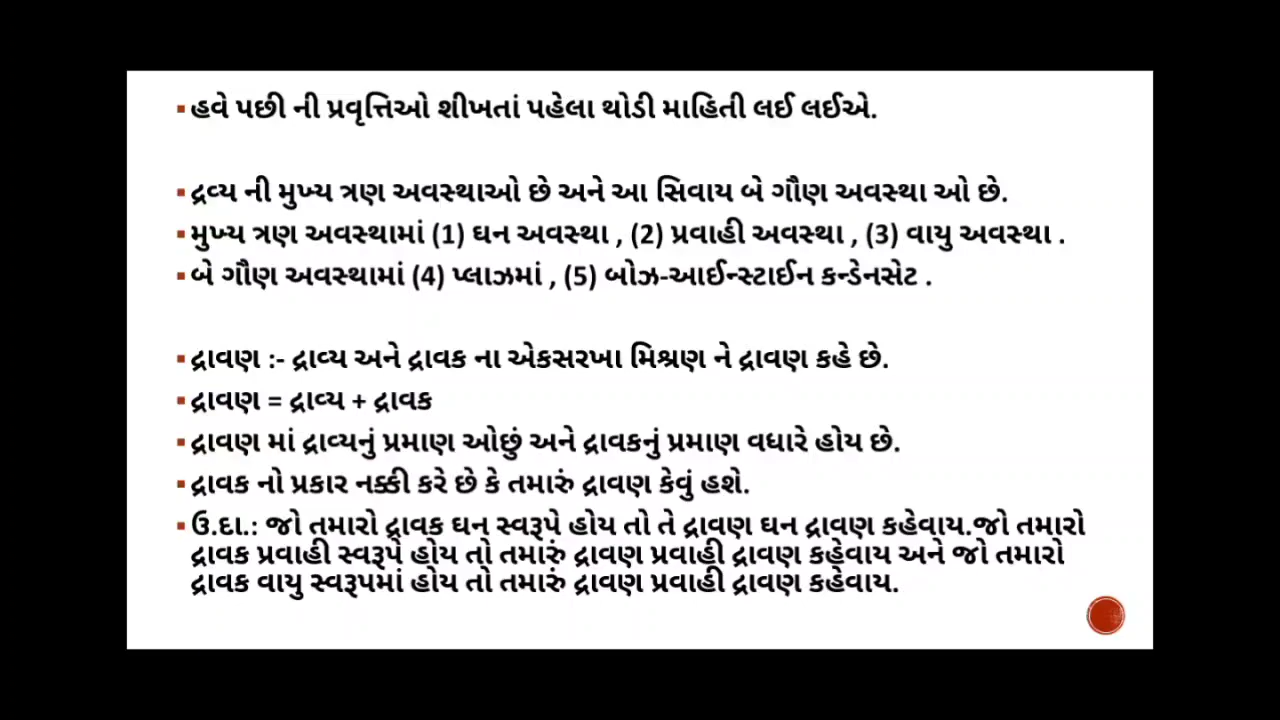 ▪હવે પછી ની પ્રવૃત્તિઓ શીખતાં પહેલા થોડી માહિતી લઈ લઈએ.
▪દ્રવ્ય ની મુખ્ય ત્રણ અવસ્થાઓ છે અને આ સિવાય બે ગૌણ અવસ્થા ઓ છે.
▪મુખ્ય ત્રણ અવસ્થામાં (1) ઘન અવસ્થા , (2) પ્રવાહી અવસ્થા , (3) વાયુ અવસ્થા .
▪બે ગૌણ અવસ્થામાં (4) પ્લાઝમાં , (5) બોઝ-આઈન્સ્ટાઈન કન્ડેનસેટ .
▪દ્રાવણ :- દ્રાવ્ય અને દ્રાવક ના એકસરખા મિશ્રણ ને દ્રાવણ કહે છે.
▪દ્રાવણ = દ્રાવ્ય + દ્રાવક
▪દ્રાવણ માં દ્રાવ્યનું પ્રમાણ ઓછું અને દ્રાવકનું પ્રમાણ વધારે હોય છે.
▪દ્રાવક નો પ્રકાર નક્કી કરે છે કે તમારું દ્રાવણ કેવું હશે.
▪ઉ.દા.: જો તમારો દ્રાવક ઘન સ્વરૂપે હોય તો તે દ્રાવણ ઘન દ્રાવણ કહેવાય.જો તમારો
દ્રાવક પ્રવાહી સ્વરૂપે હોય તો તમારું દ્રાવણ પ્રવાહી દ્રાવણ કહેવાય અને જો તમારો
દ્રાવક વાયુ સ્વરૂપમાં હોય તો તમારું દ્રાવણ પ્રવાહી દ્રાવણ કહેવાય.